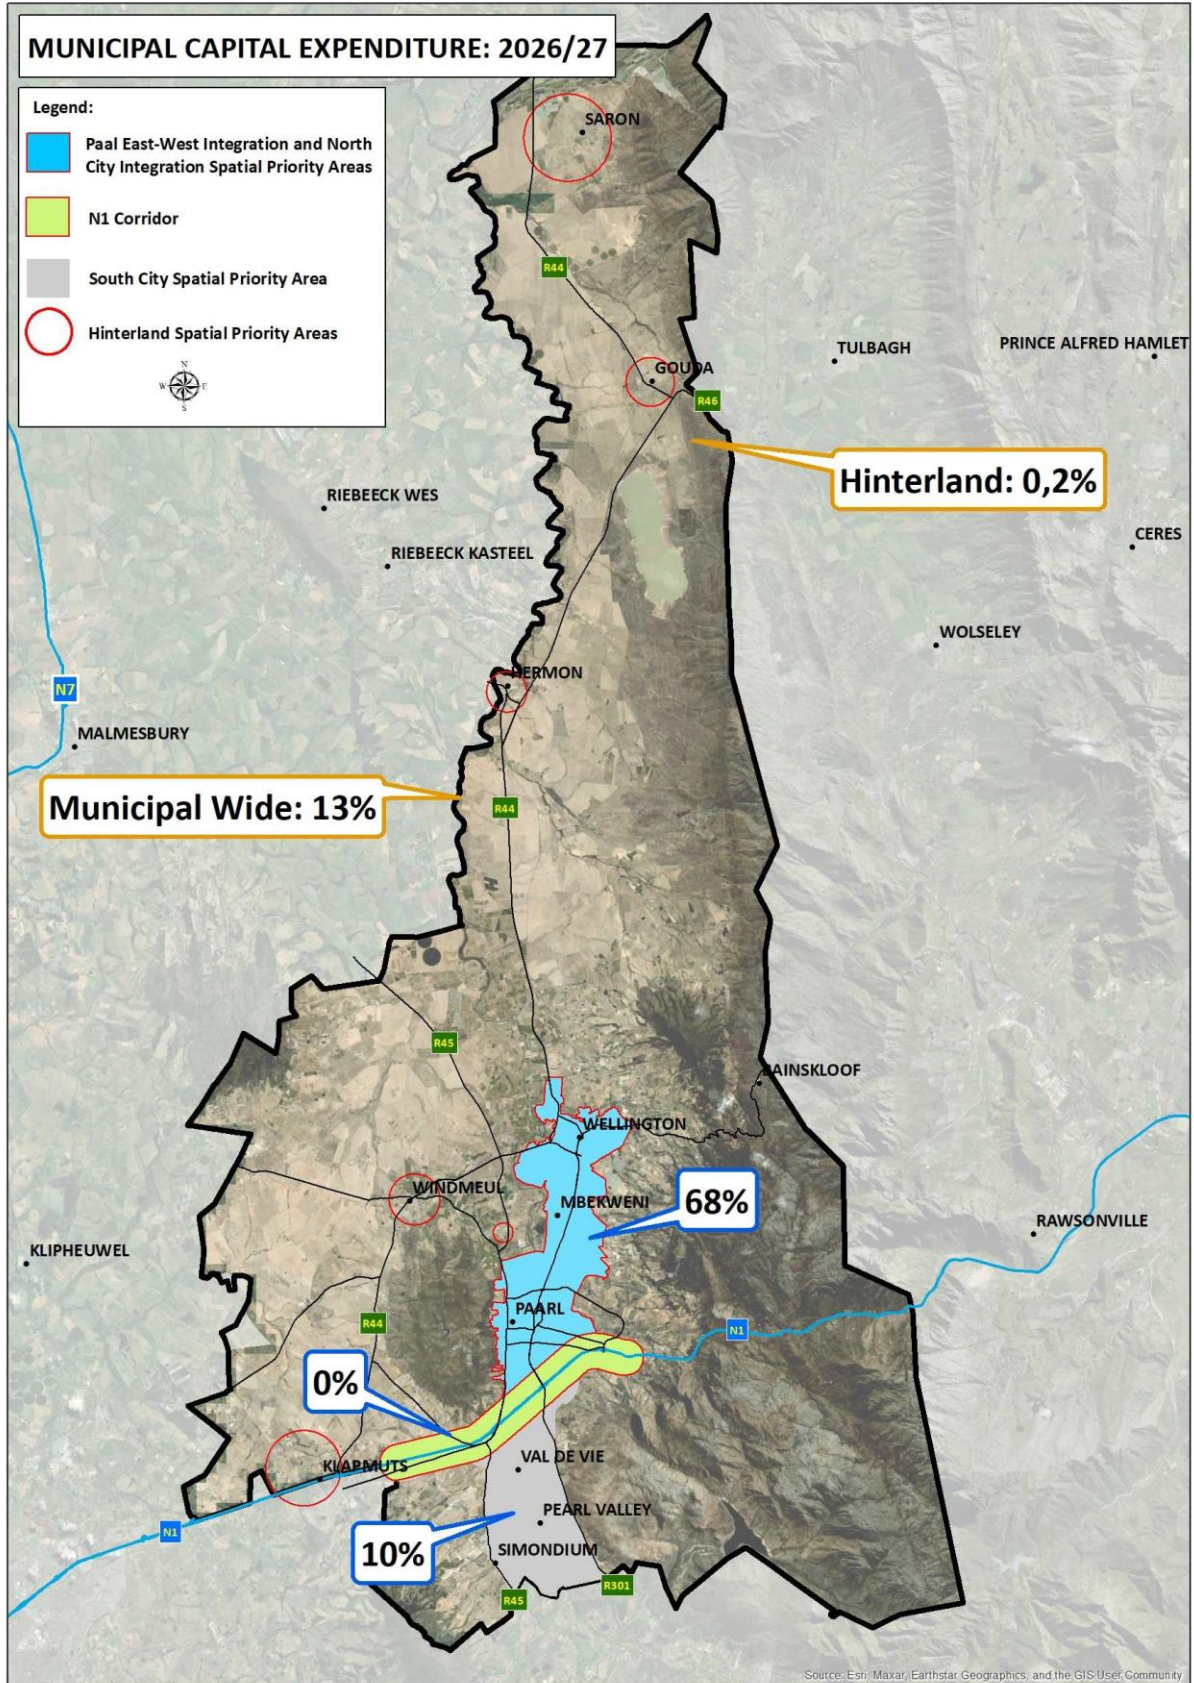 MUNICIPAL CAPITAL EXPENDITURE: 2026/27
Legend:
Paal East-West Integration and North
City Integration Spatial Priority Areas
N1 Corridor
South City Spatial Priority Area
Hinterland Spatial Priority Areas
N
W E
S
SARON
R44
TULBAGH
PRINCE ALFRED HAMLET
GOUDA
R46
Hinterland: 0,2%
RIEBEECK WES
CERES
RIEBEECK KASTEEL
WOLSELEY
HERMON
N7
MALMESBURY
Municipal Wide: 13%
R44
R45
BAINSKLOOF
WELLINGTON
WINDMEUL
MBEKWENI
68%
RAWSONVILLE
KLIPHEUWEL
PAARL
R44
N1
0%
VAL DE VIE
KLAPMUTS
PEARL VALLEY
N1
10%
SIMONDIUM
R301
R45
Source: Esri, Maxar, Earthstar Geographics, and the GIS User Community